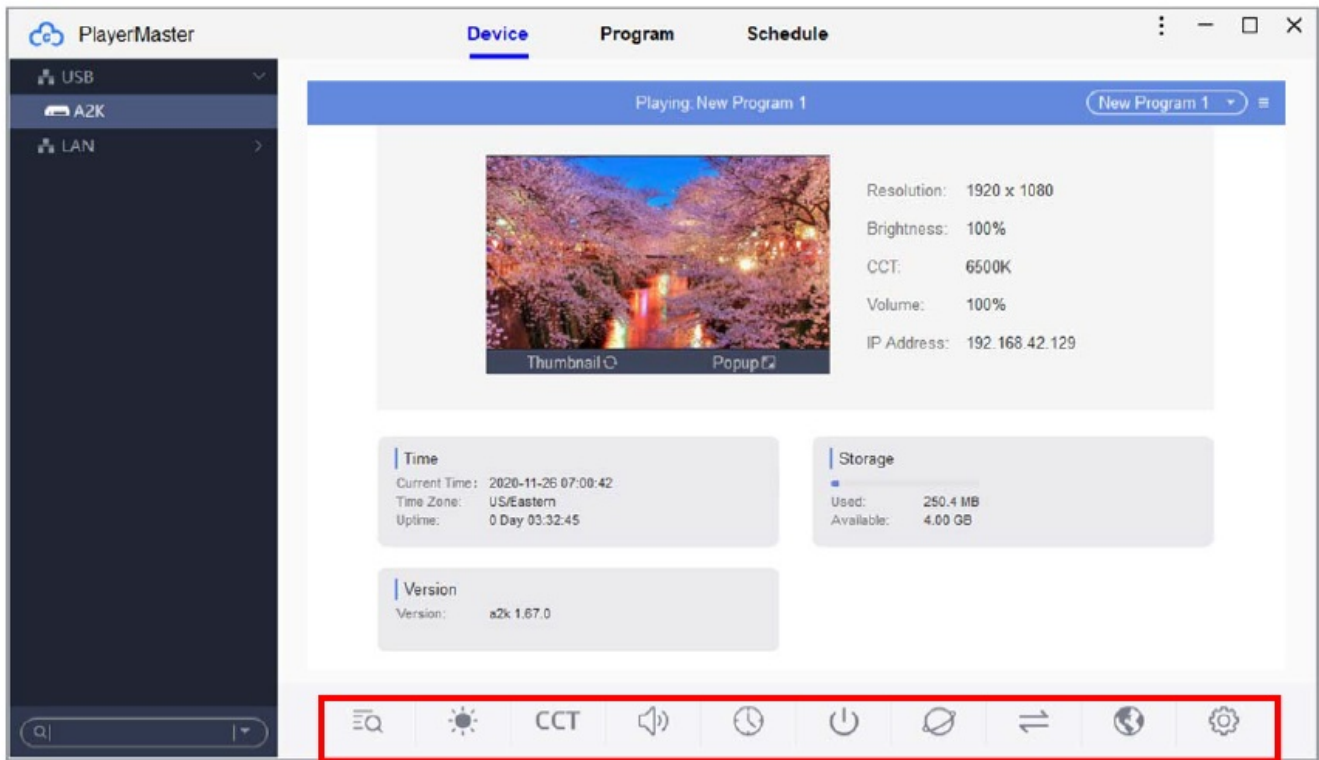 PlayerMaster
Device Program Schedule
USB
A2K
LAN
Playing: New Program 1
New Program 1
Resolution: 1920 x 1080
Brightness: 100%
CCT: 6500K
Volume: 100%
IP Address: 192.168.42.129
Thumbnail Popup
Time
Current Time: 2020-11-26 07:00:42
Time Zone: US/Eastern
Uptime: 0 Day 03:32:45
Storage
Used: 250.4 MB
Available: 4.00 GB
Version
Version: a2k 1.67.0
CCT